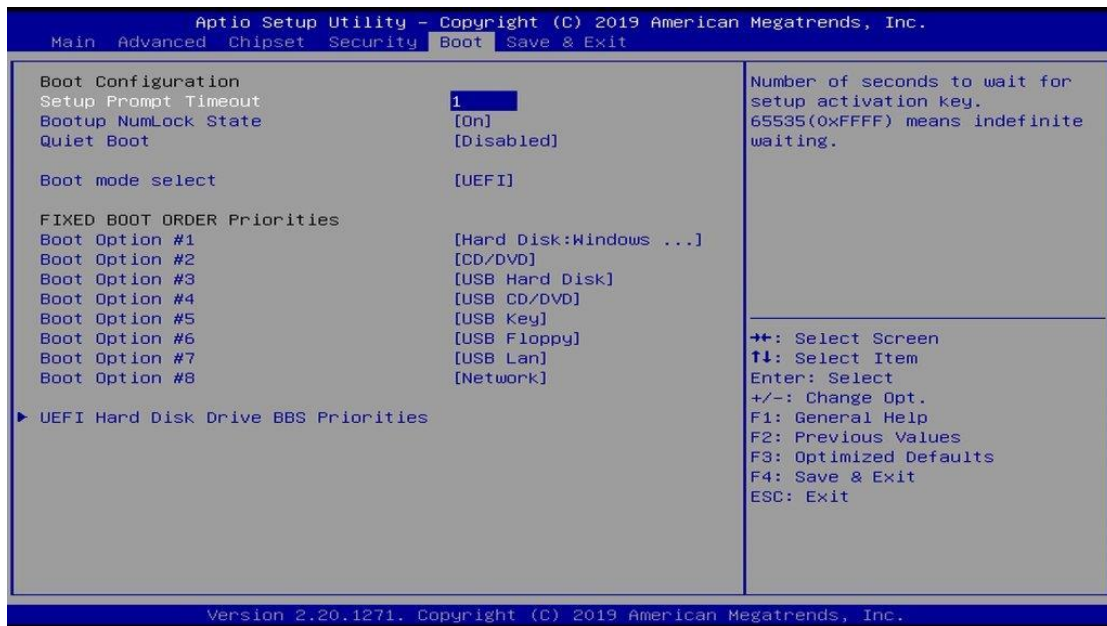 Aptio Setup Utility – Copyright (C) 2019 American Megatrends, Inc.
Main Advanced Chipset Security Boot Save & Exit
Boot Configuration
Setup Prompt Timeout 1
Bootup NumLock State [On]
Quiet Boot [Disabled]
Boot mode select [UEFI]
FIXED BOOT ORDER Priorities
Boot Option #1 [Hard Disk:Windows ...]
Boot Option #2 [CD/DVD]
Boot Option #3 [USB Hard Disk]
Boot Option #4 [USB CD/DVD]
Boot Option #5 [USB Key]
Boot Option #6 [USB Floppy]
Boot Option #7 [USB Lan]
Boot Option #8 [Network]
▶ UEFI Hard Disk Drive BBS Priorities
Number of seconds to wait for
setup activation key.
65535(0xFFFF) means indefinite
waiting.
→←: Select Screen
↑↓: Select Item
Enter: Select
+/-: Change Opt.
F1: General Help
F2: Previous Values
F3: Optimized Defaults
F4: Save & Exit
ESC: Exit
Version 2.20.1271. Copyright (C) 2019 American Megatrends, Inc.